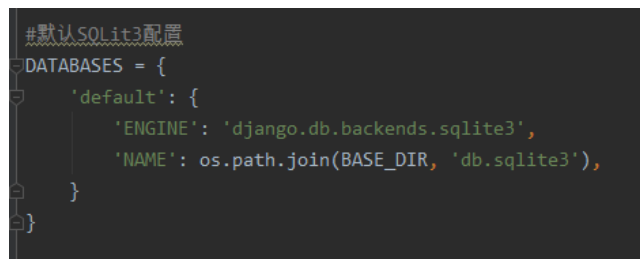 #默认SQLit3配置
DATABASES = {
    'default': {
        'ENGINE': 'django.db.backends.sqlite3',
        'NAME': os.path.join(BASE_DIR, 'db.sqlite3'),
    }
}